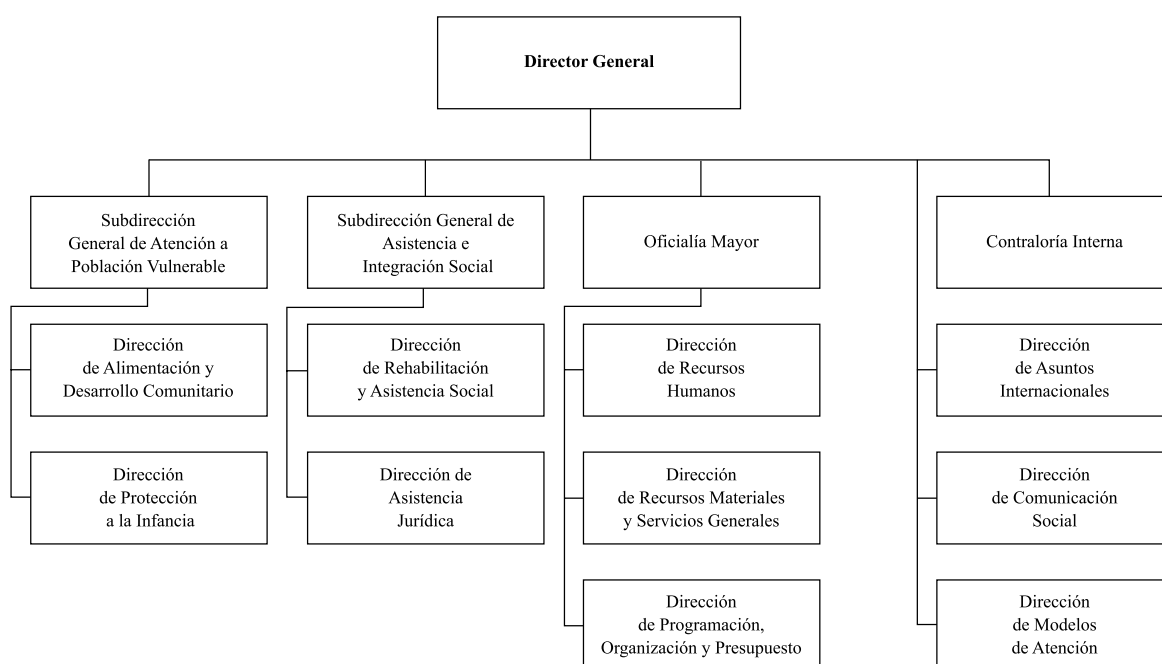 Director General
Subdirección
General de Atención a
Población Vulnerable
Subdirección General de
Asistencia e
Integración Social
Oficialía Mayor
Contraloría Interna
Dirección
de Alimentación y
Desarrollo Comunitario
Dirección
de Rehabilitación
y Asistencia Social
Dirección
de Recursos
Humanos
Dirección
de Asuntos
Internacionales
Dirección
de Protección
a la Infancia
Dirección de
Asistencia
Jurídica
Dirección
de Recursos Materiales
y Servicios Generales
Dirección
de Comunicación
Social
Dirección
de Programación,
Organización y Presupuesto
Dirección
de Modelos
de Atención